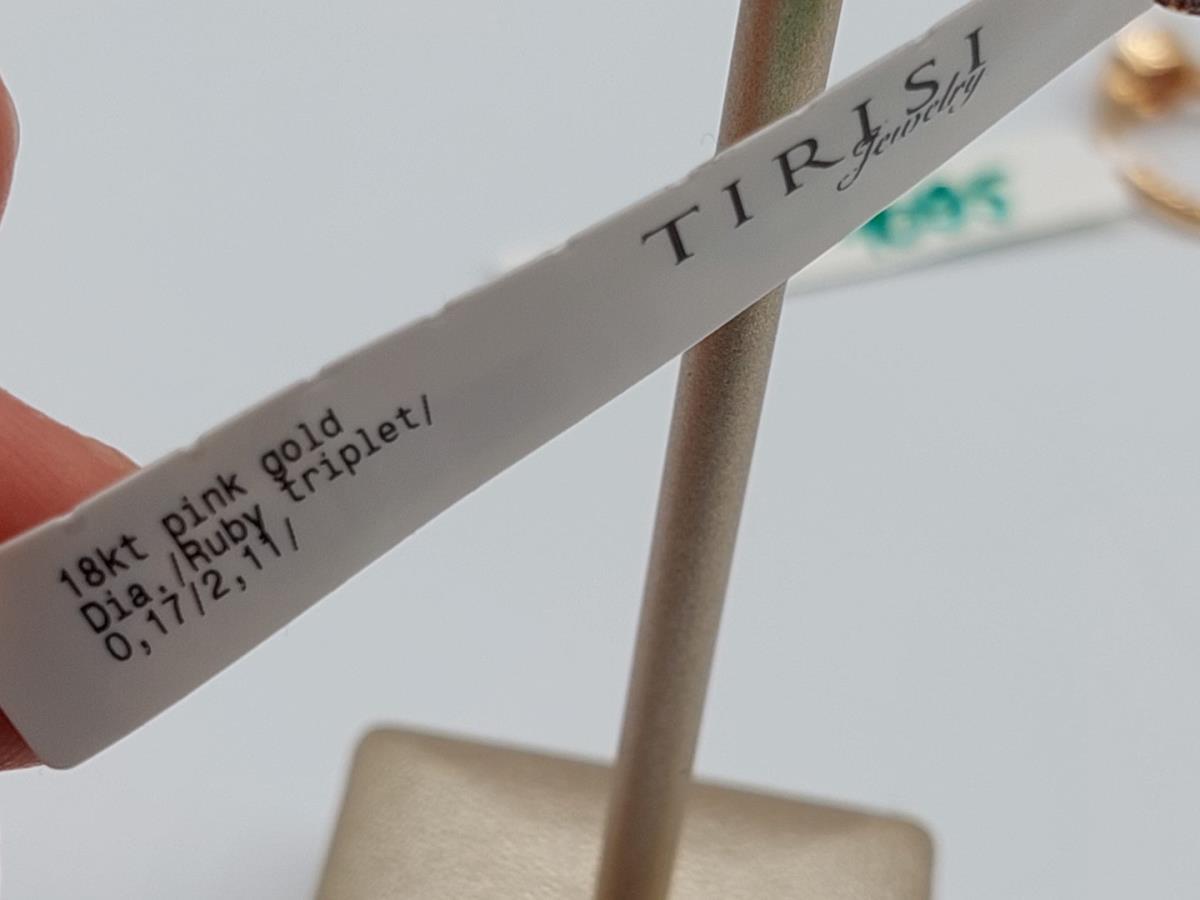 TIRISI
Jewelry
18kt pink gold
Dia./Ruby triplet/
0,17/2,11/